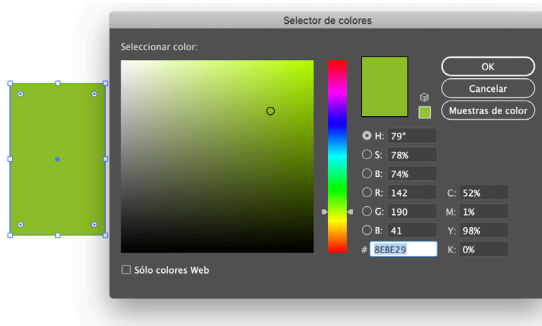 Selector de colores
Seleccionar color:
OK
Cancelar
Muestras de color
H: 79°
S: 78%
B: 74%
R: 142 C: 52%
G: 190 M: 1%
B: 41 Y: 98%
# 8EBE29 K: 0%
Sólo colores Web